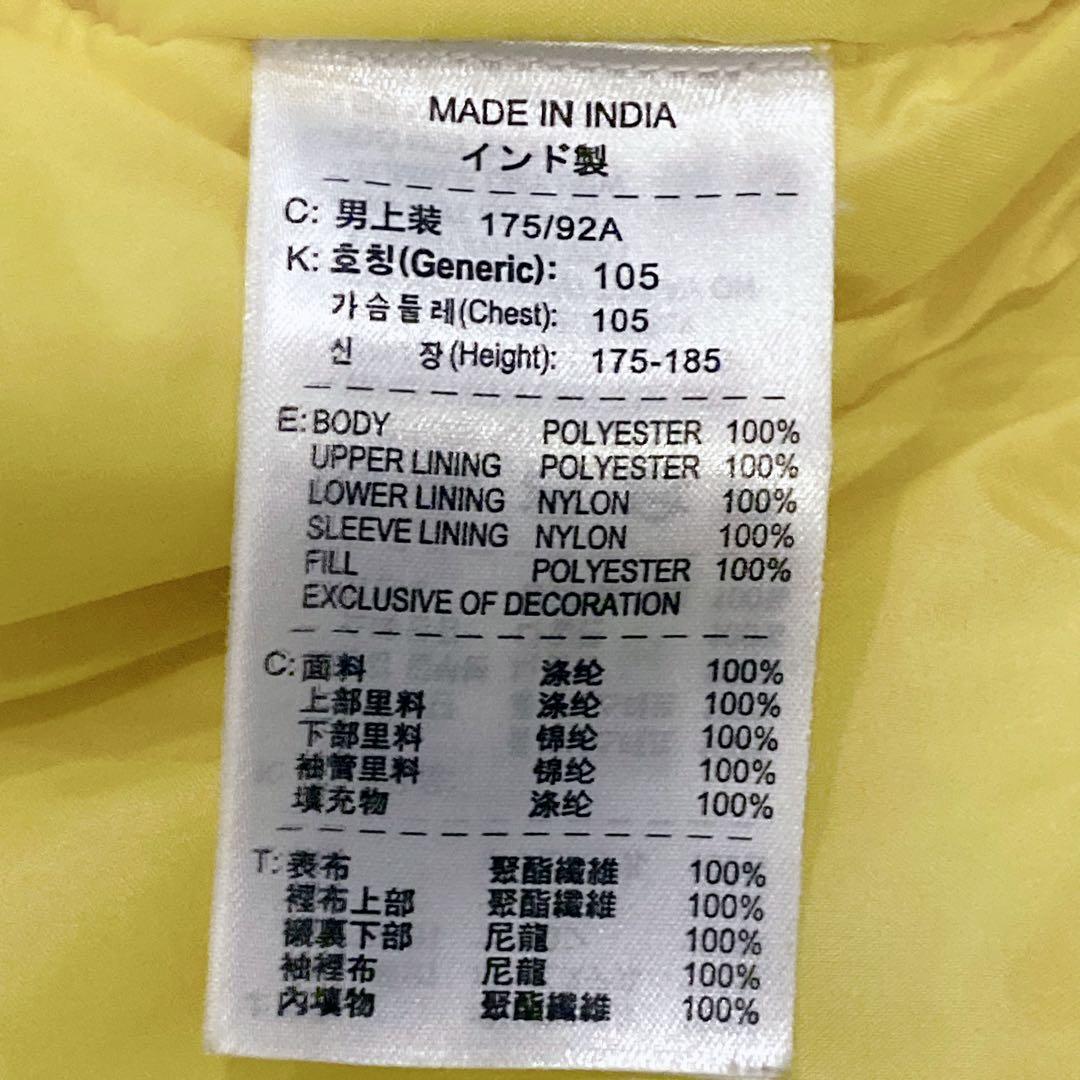 MADE IN INDIA
インド製
C: 男上装 175/92A
K: 호칭(Generic): 105
가슴둘레(Chest): 105
신 장(Height): 175-185
E: BODY POLYESTER 100%
UPPER LINING POLYESTER 100%
LOWER LINING NYLON 100%
SLEEVE LINING NYLON 100%
FILL POLYESTER 100%
EXCLUSIVE OF DECORATION
C: 面料 涤纶 100%
上部里料 涤纶 100%
下部里料 锦纶 100%
袖管里料 锦纶 100%
填充物 涤纶 100%
T: 表布 聚酯纖維 100%
裡布上部 聚酯纖維 100%
襯裏下部 尼龍 100%
袖裡布 尼龍 100%
內填物 聚酯纖維 100%